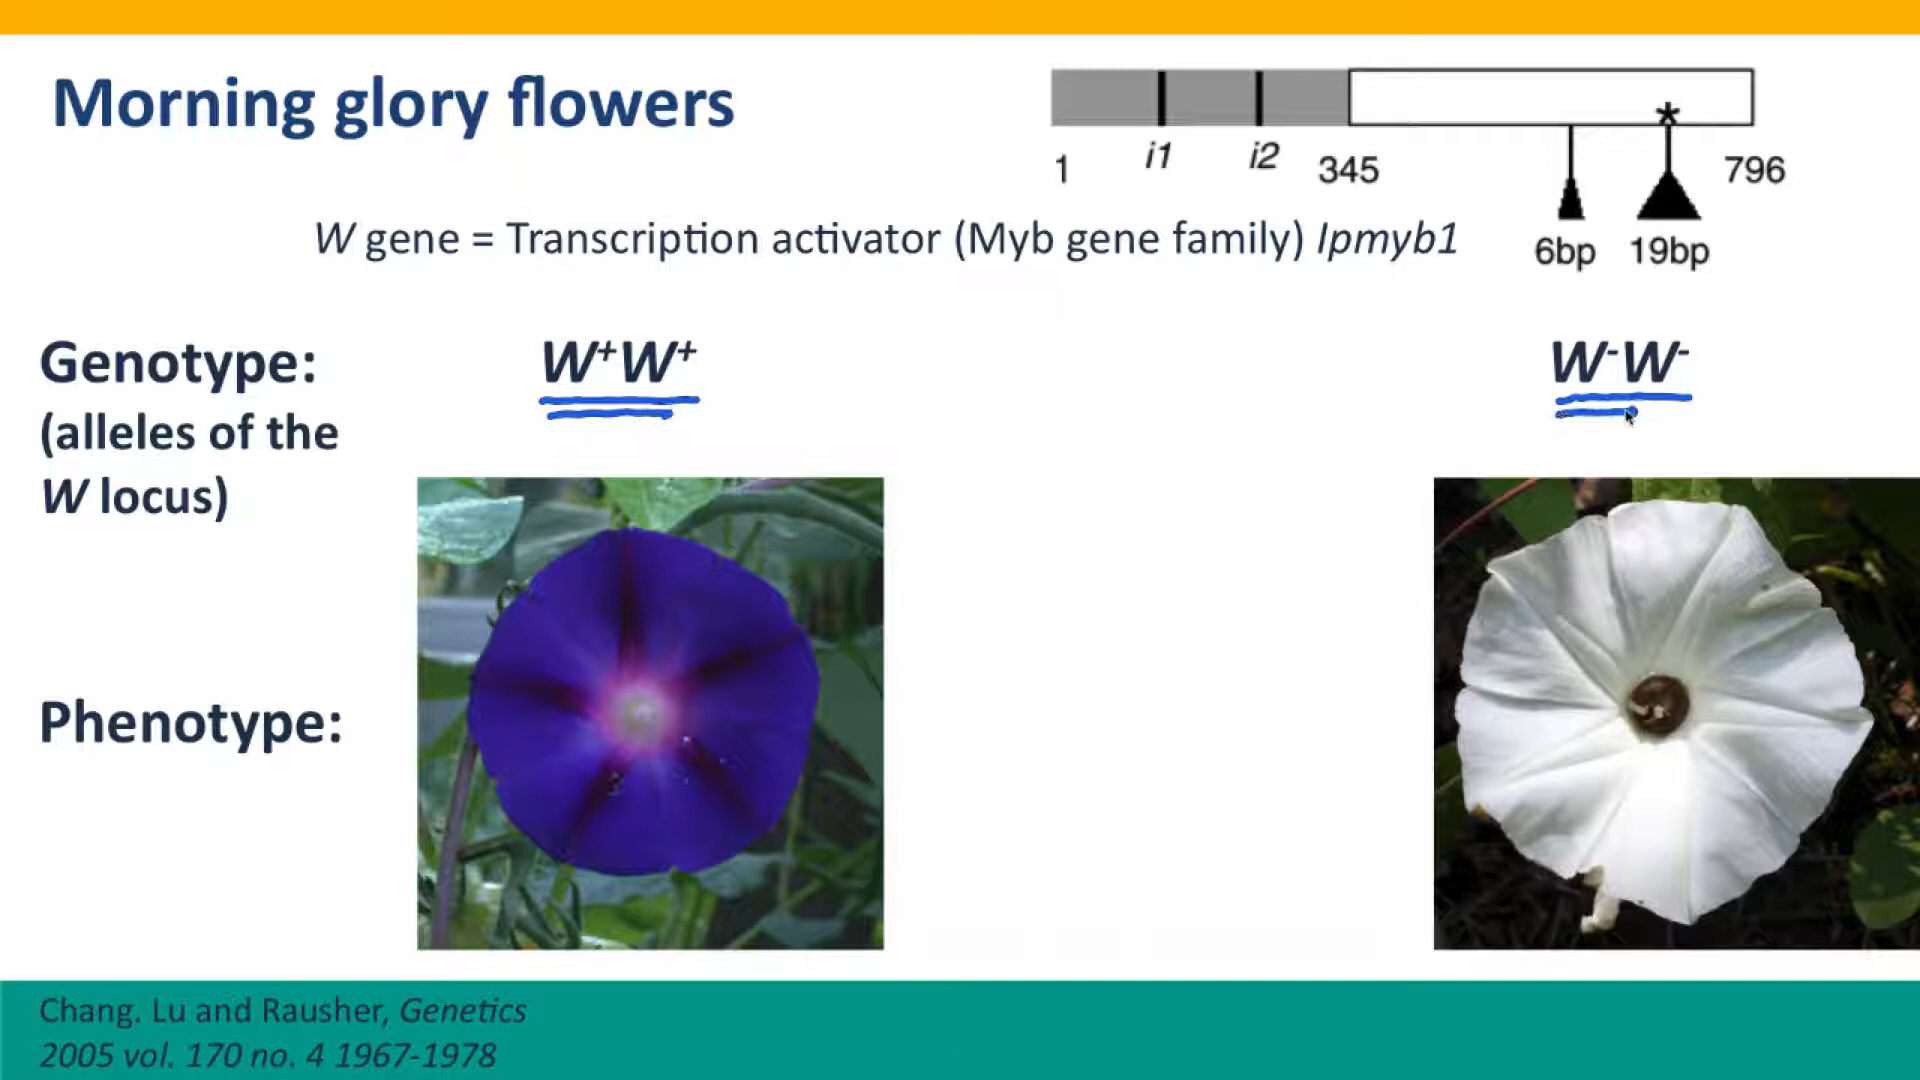 Morning glory flowers
*
1 i1 i2 345 796
W gene = Transcription activator (Myb gene family) Ipmyb1
6bp 19bp
Genotype: W⁺W⁺ W⁻W⁻
(alleles of the
W locus)
Phenotype:
Chang. Lu and Rausher, Genetics
2005 vol. 170 no. 4 1967-1978